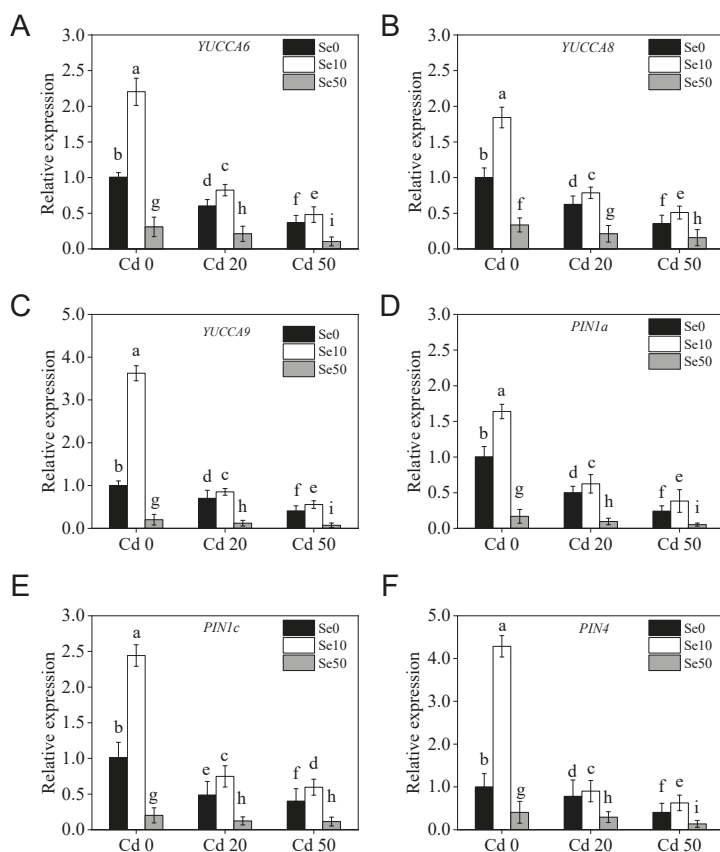 A
YUCCA6
Se0
Se10
Se50
Relative expression
3.0
2.5
2.0
1.5
1.0
0.5
0.0
b a g
d c h
f e i
Cd 0 Cd 20 Cd 50
B
YUCCA8
Se0
Se10
Se50
Relative expression
3.0
2.5
2.0
1.5
1.0
0.5
0.0
b a f
d c g
f e h
Cd 0 Cd 20 Cd 50
C
YUCCA9
Se0
Se10
Se50
Relative expression
5.0
4.0
3.0
2.0
1.0
0.0
b a g
d c h
f e i
Cd 0 Cd 20 Cd 50
D
PIN1a
Se0
Se10
Se50
Relative expression
3.0
2.5
2.0
1.5
1.0
0.5
0.0
b a g
d c h
f e i
Cd 0 Cd 20 Cd 50
E
PIN1c
Se0
Se10
Se50
Relative expression
3.0
2.5
2.0
1.5
1.0
0.5
0.0
b a g
e c h
f d h
Cd 0 Cd 20 Cd 50
F
PIN4
Se0
Se10
Se50
Relative expression
5.0
4.0
3.0
2.0
1.0
0.0
b a g
d c h
f e i
Cd 0 Cd 20 Cd 50